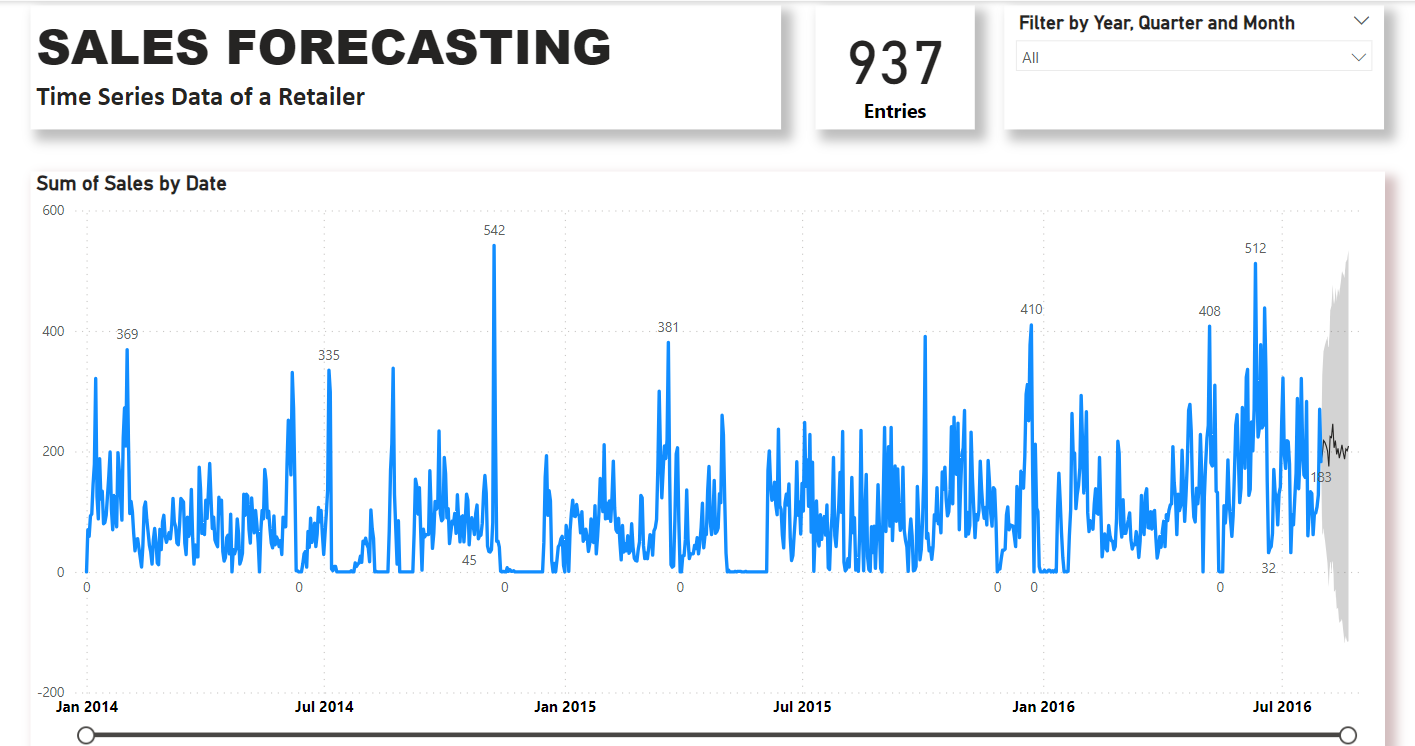 SALES FORECASTING
Time Series Data of a Retailer
937
Entries
Filter by Year, Quarter and Month
All
Sum of Sales by Date
600
400
200
0
-200
369
335
542
381
410
408
512
183
45
32
0
0
0
0
0
0
0
Jan 2014
Jul 2014
Jan 2015
Jul 2015
Jan 2016
Jul 2016